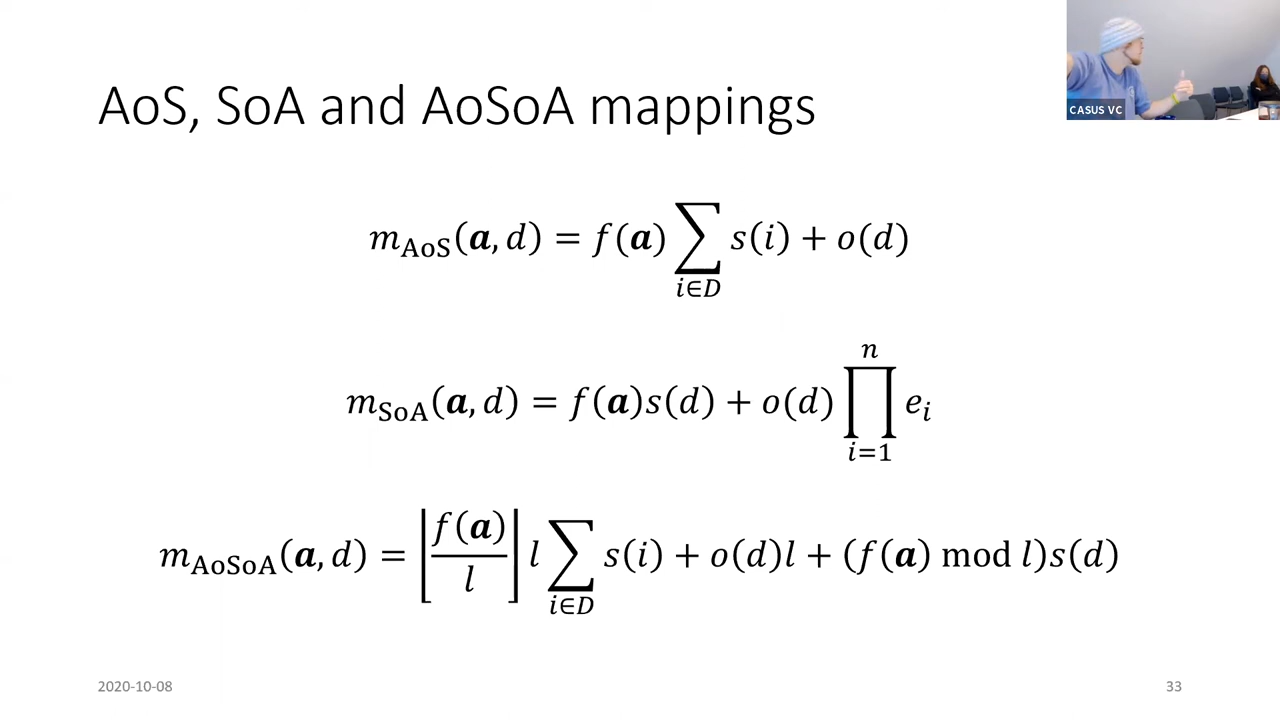 CASUS VC
AoS, SoA and AoSoA mappings
m_AoS(a, d) = f(a) ∑_{i∈D} s(i) + o(d)
m_SoA(a, d) = f(a)s(d) + o(d) ∏_{i=1}^{n} e_i
m_AoSoA(a, d) = ⌊f(a)/l⌋ l ∑_{i∈D} s(i) + o(d)l + (f(a) mod l)s(d)
2020-10-08
33